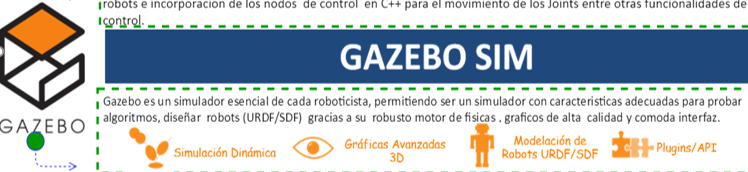 robots e incorporacion de los nodos de control en C++ para el movimiento de los Joints entre otras funcionalidades de
control.
GAZEBO SIM
GAZEBO
Gazebo es un simulador esencial de cada roboticista, permitiendo ser un simulador con caracteristicas adecuadas para probar
algoritmos, diseñar robots (URDF/SDF) gracias a su robusto motor de fisicas , graficos de alta calidad y comoda interfaz.
Simulación Dinámica
Gráficas Avanzadas
3D
Modelación de
Robots URDF/SDF
Plugins/API